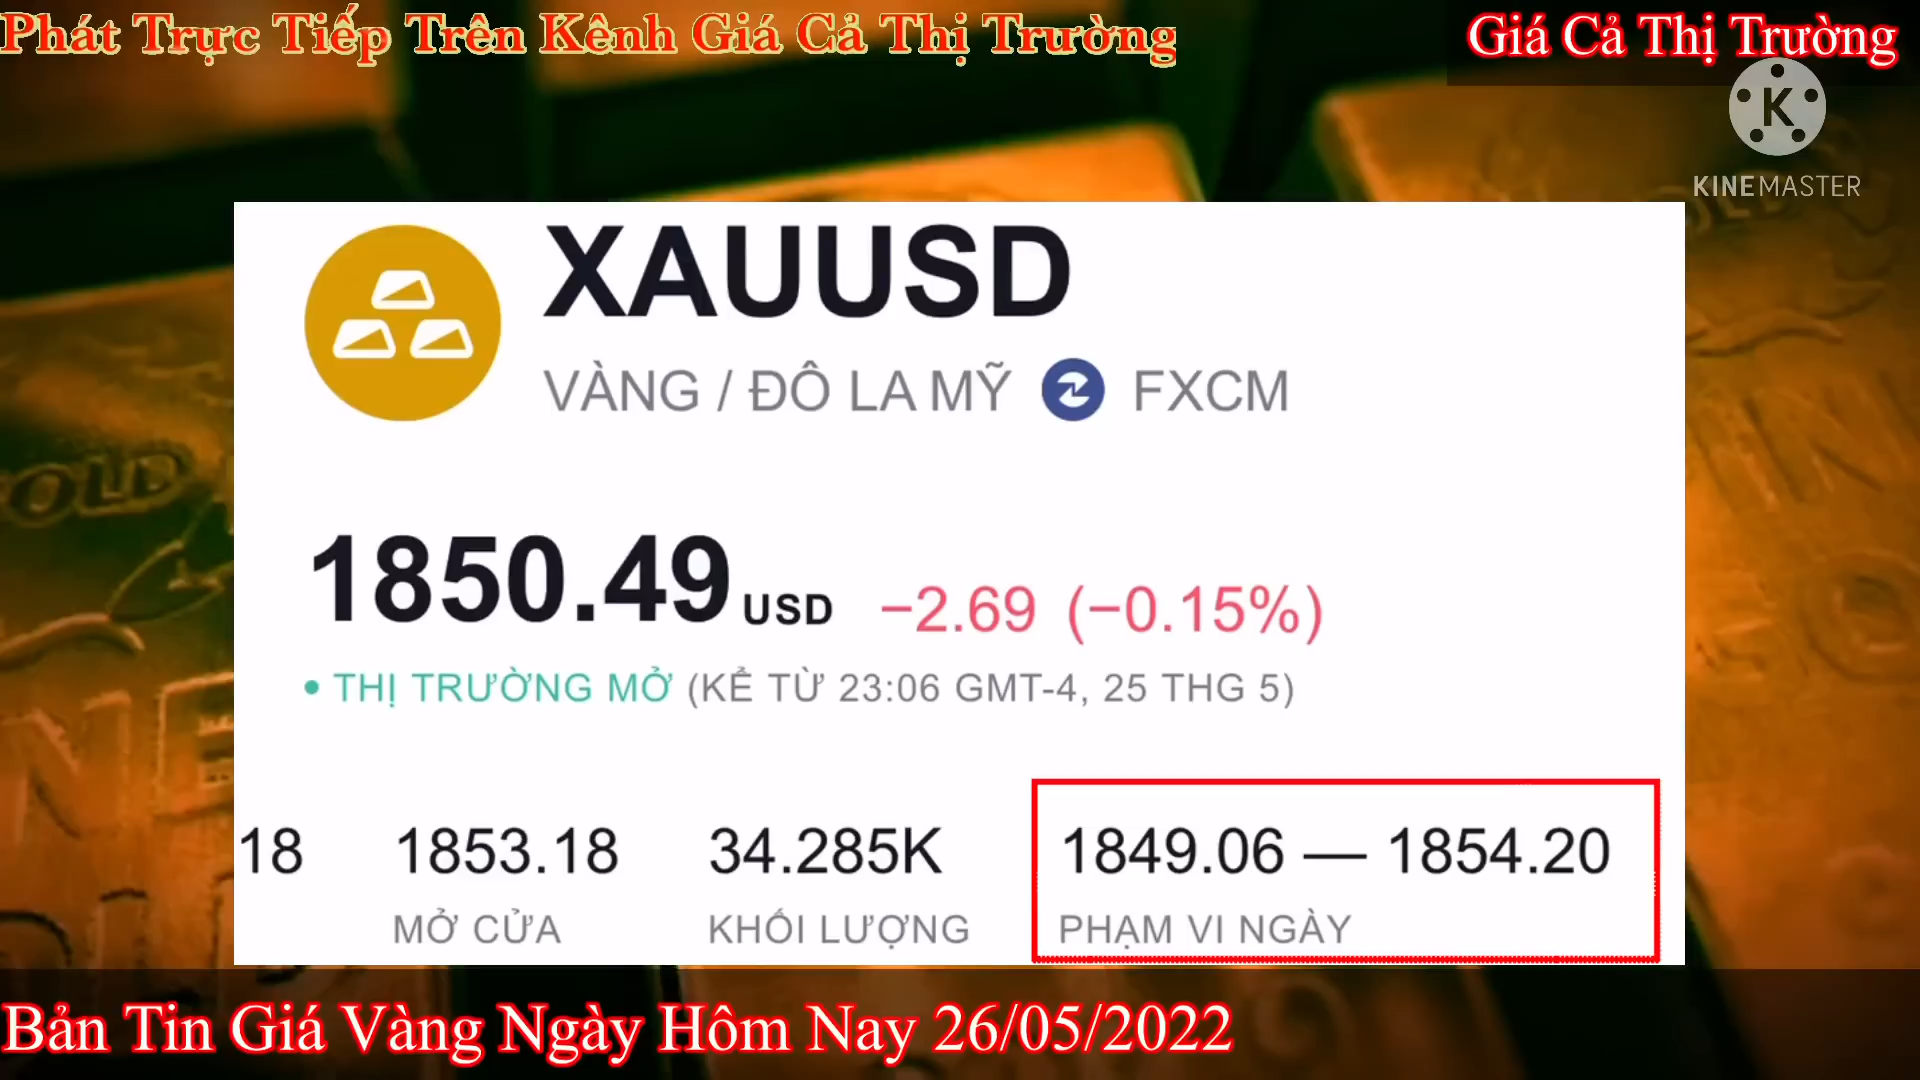 Phát Trực Tiếp Trên Kênh Giá Cả Thị Trường
Giá Cả Thị Trường
K
KINEMASTER
XAUUSD
VÀNG / ĐÔ LA MỸ FXCM
1850.49 USD −2.69 (−0.15%)
• THỊ TRƯỜNG MỞ (KỂ TỪ 23:06 GMT-4, 25 THG 5)
18 1853.18 34.285K 1849.06 — 1854.20
MỞ CỬA KHỐI LƯỢNG PHẠM VI NGÀY
OLD
Bản Tin Giá Vàng Ngày Hôm Nay 26/05/2022